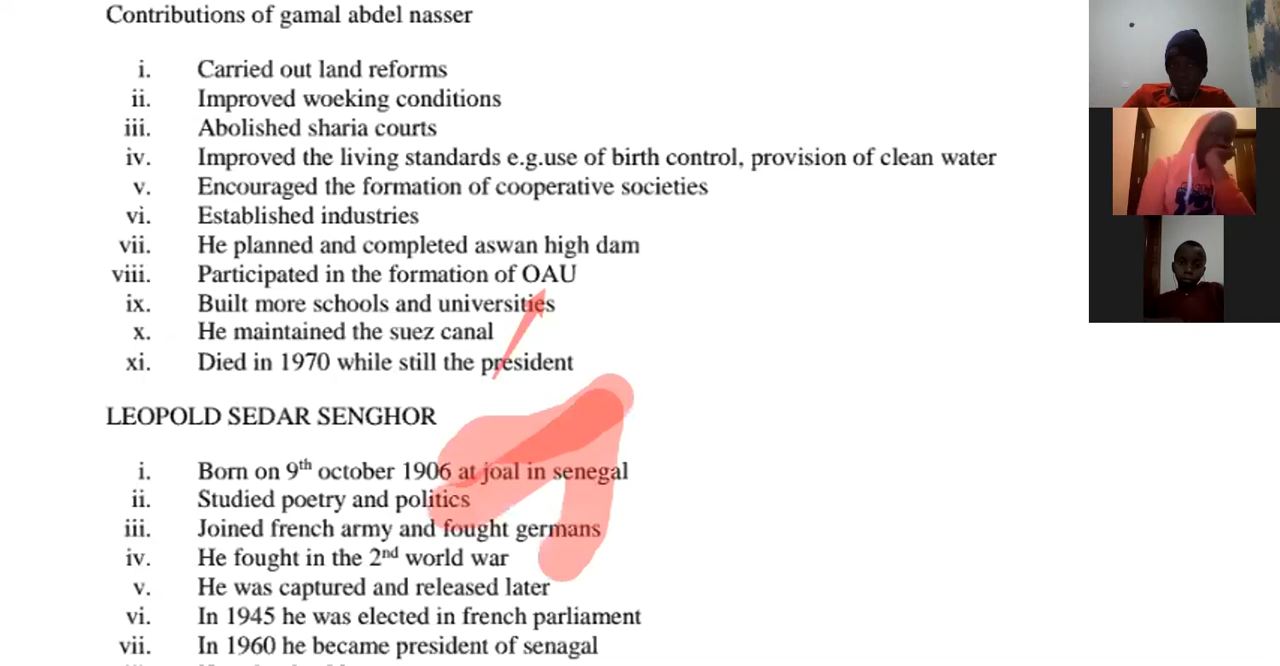 Contributions of gamal abdel nasser
i. Carried out land reforms
ii. Improved woeking conditions
iii. Abolished sharia courts
iv. Improved the living standards e.g.use of birth control, provision of clean water
v. Encouraged the formation of cooperative societies
vi. Established industries
vii. He planned and completed aswan high dam
viii. Participated in the formation of OAU
ix. Built more schools and universities
x. He maintained the suez canal
xi. Died in 1970 while still the president
LEOPOLD SEDAR SENGHOR
i. Born on 9th october 1906 at joal in senegal
ii. Studied poetry and politics
iii. Joined french army and fought germans
iv. He fought in the 2nd world war
v. He was captured and released later
vi. In 1945 he was elected in french parliament
vii. In 1960 he became president of senagal